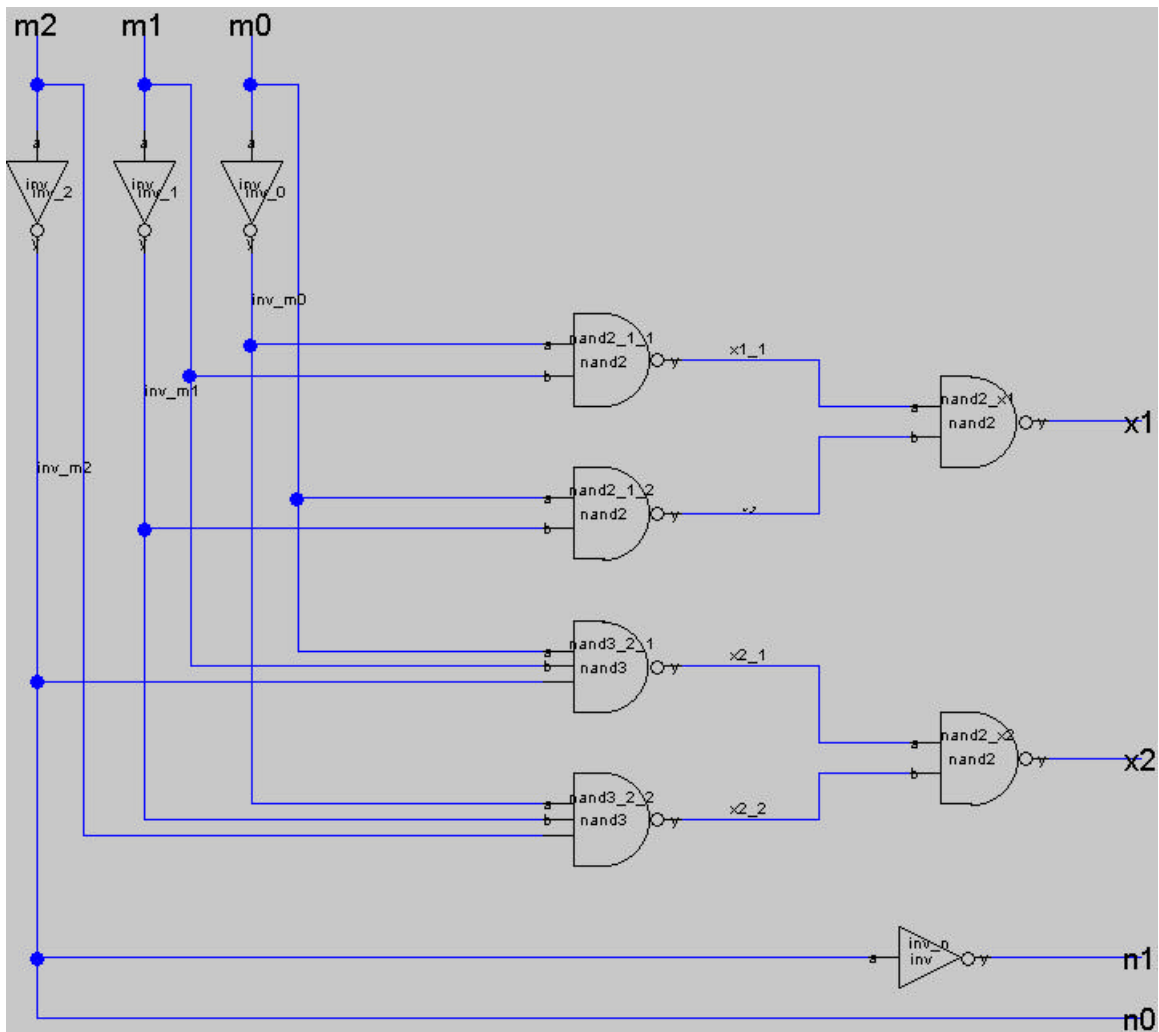 m2 m1 m0
a a a
inv inv inv
inv_2 inv_1 inv_0
y y y
inv_m0
nand2_1_1
a
nand2 y x1_1
b
inv_m1
nand2_x1
a
nand2 y x1
b
inv_m2
nand2_1_2
a
nand2 y
b
nand3_2_1
a
b nand3 y x2_1
nand2_x2
a
nand2 y x2
b
nand3_2_2
a
b nand3 y x2_2
inv_n
a inv y n1
n0